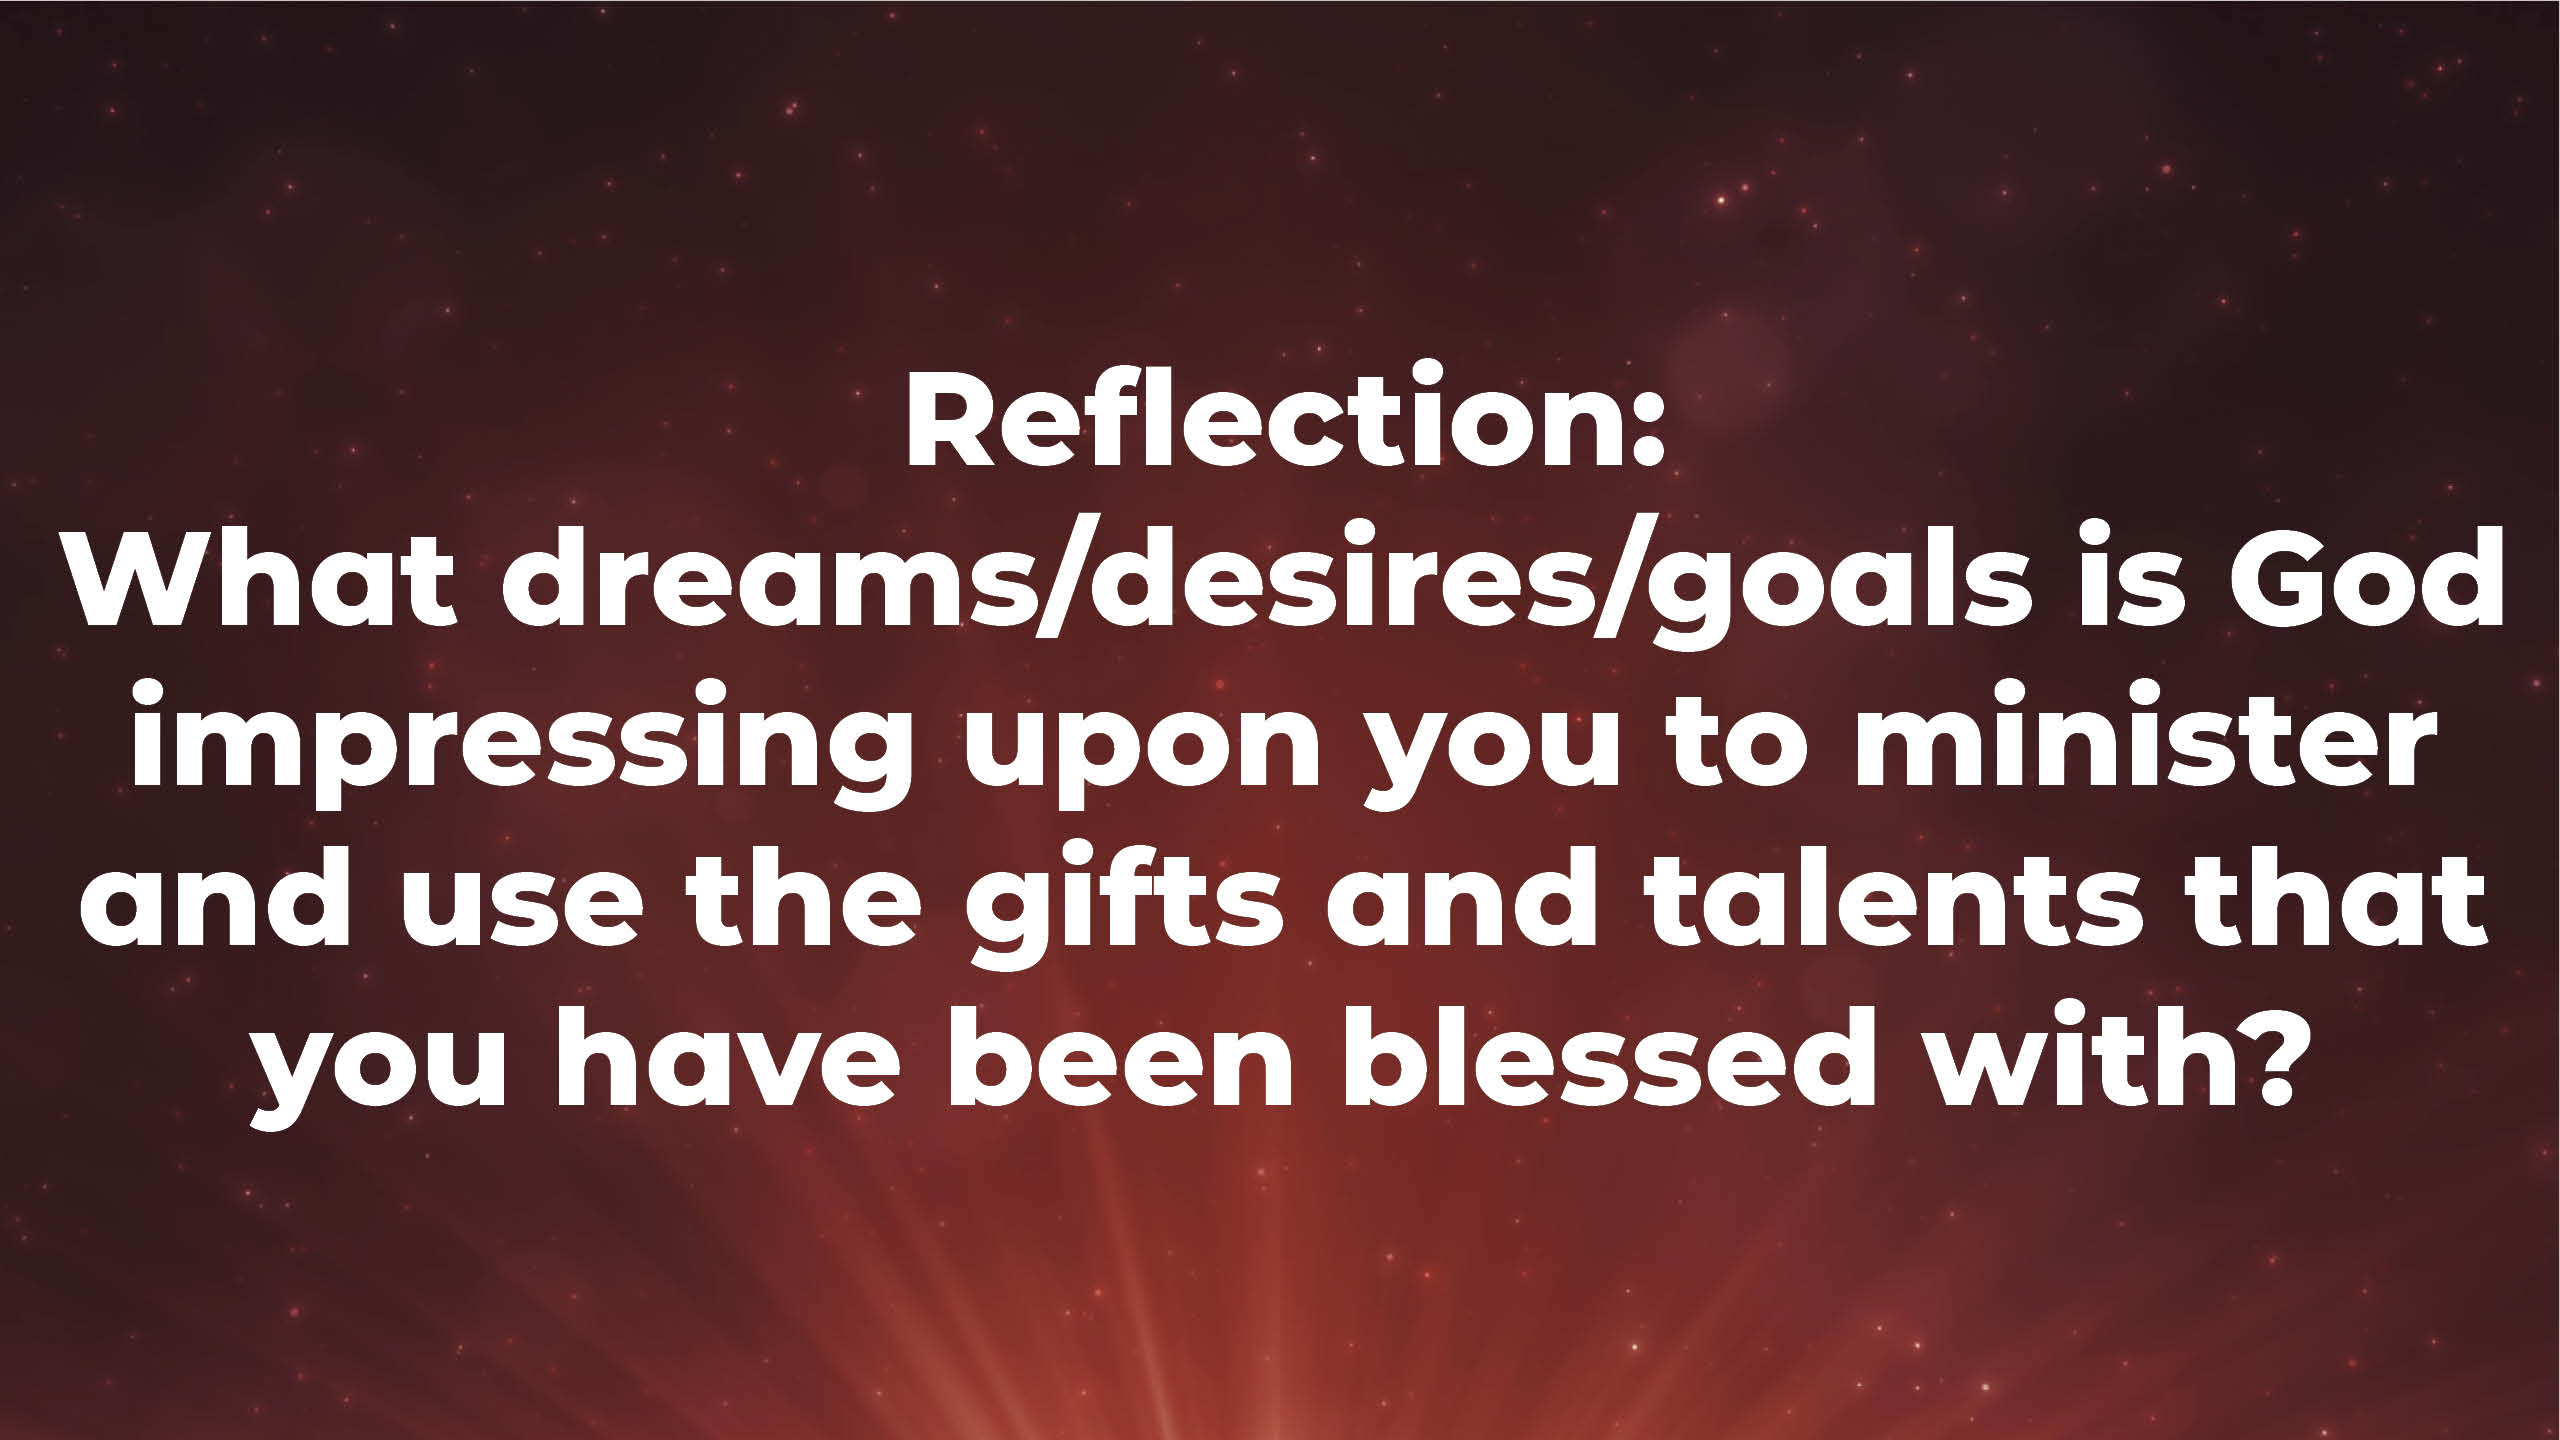 Reflection:
What dreams/desires/goals is God
impressing upon you to minister
and use the gifts and talents that
you have been blessed with?